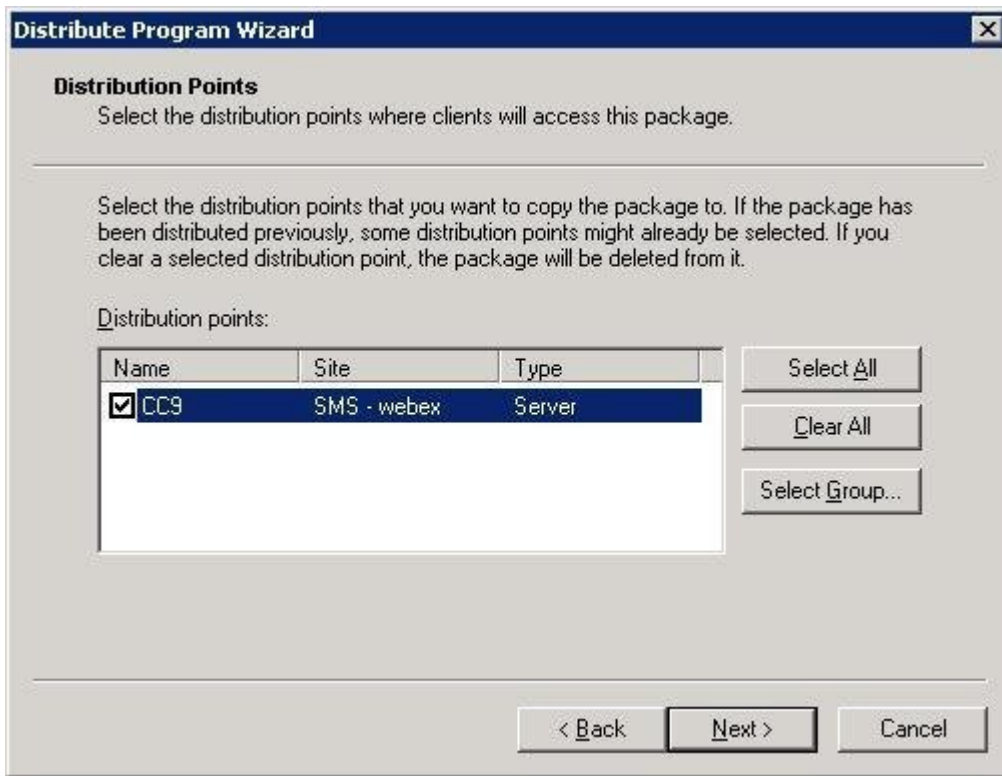 Distribute Program Wizard
Distribution Points
Select the distribution points where clients will access this package.
Select the distribution points that you want to copy the package to. If the package has
been distributed previously, some distribution points might already be selected. If you
clear a selected distribution point, the package will be deleted from it.
Distribution points:
Name Site Type
CC9 SMS - webex Server
Select All
Clear All
Select Group...
< Back Next > Cancel